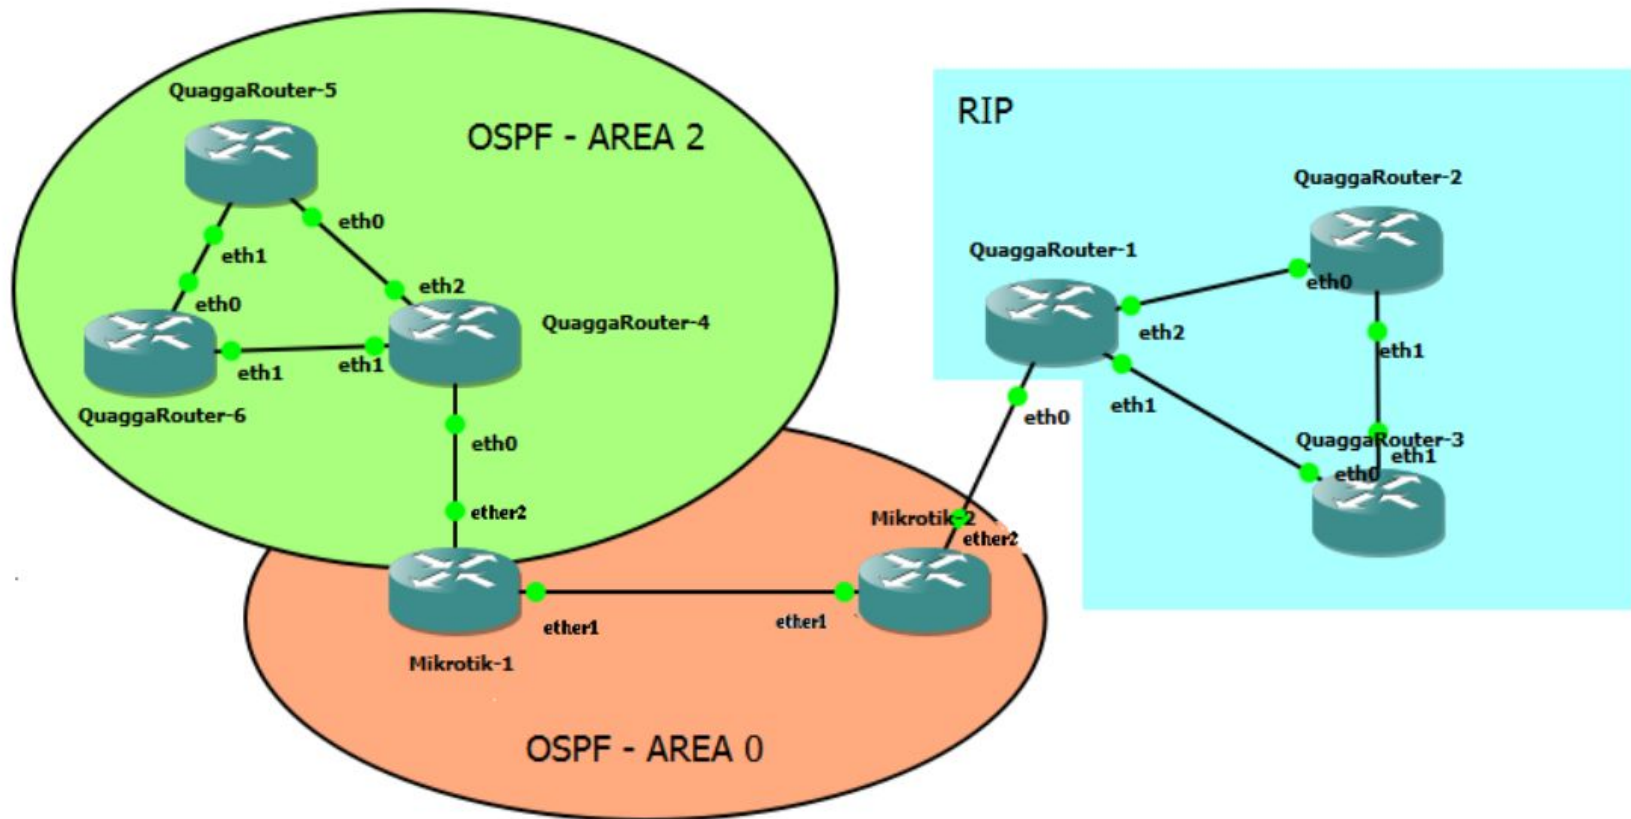 QuaggaRouter-5
OSPF - AREA 2
eth0
eth1
eth2
eth0
QuaggaRouter-4
eth1
eth1
QuaggaRouter-6
eth0
ether2
Mikrotik-1
ether1
ether1
Mikrotik-2
ether2
OSPF - AREA 0
RIP
QuaggaRouter-2
QuaggaRouter-1
eth0
eth2
eth1
eth1
eth0
QuaggaRouter-3
eth1
eth0